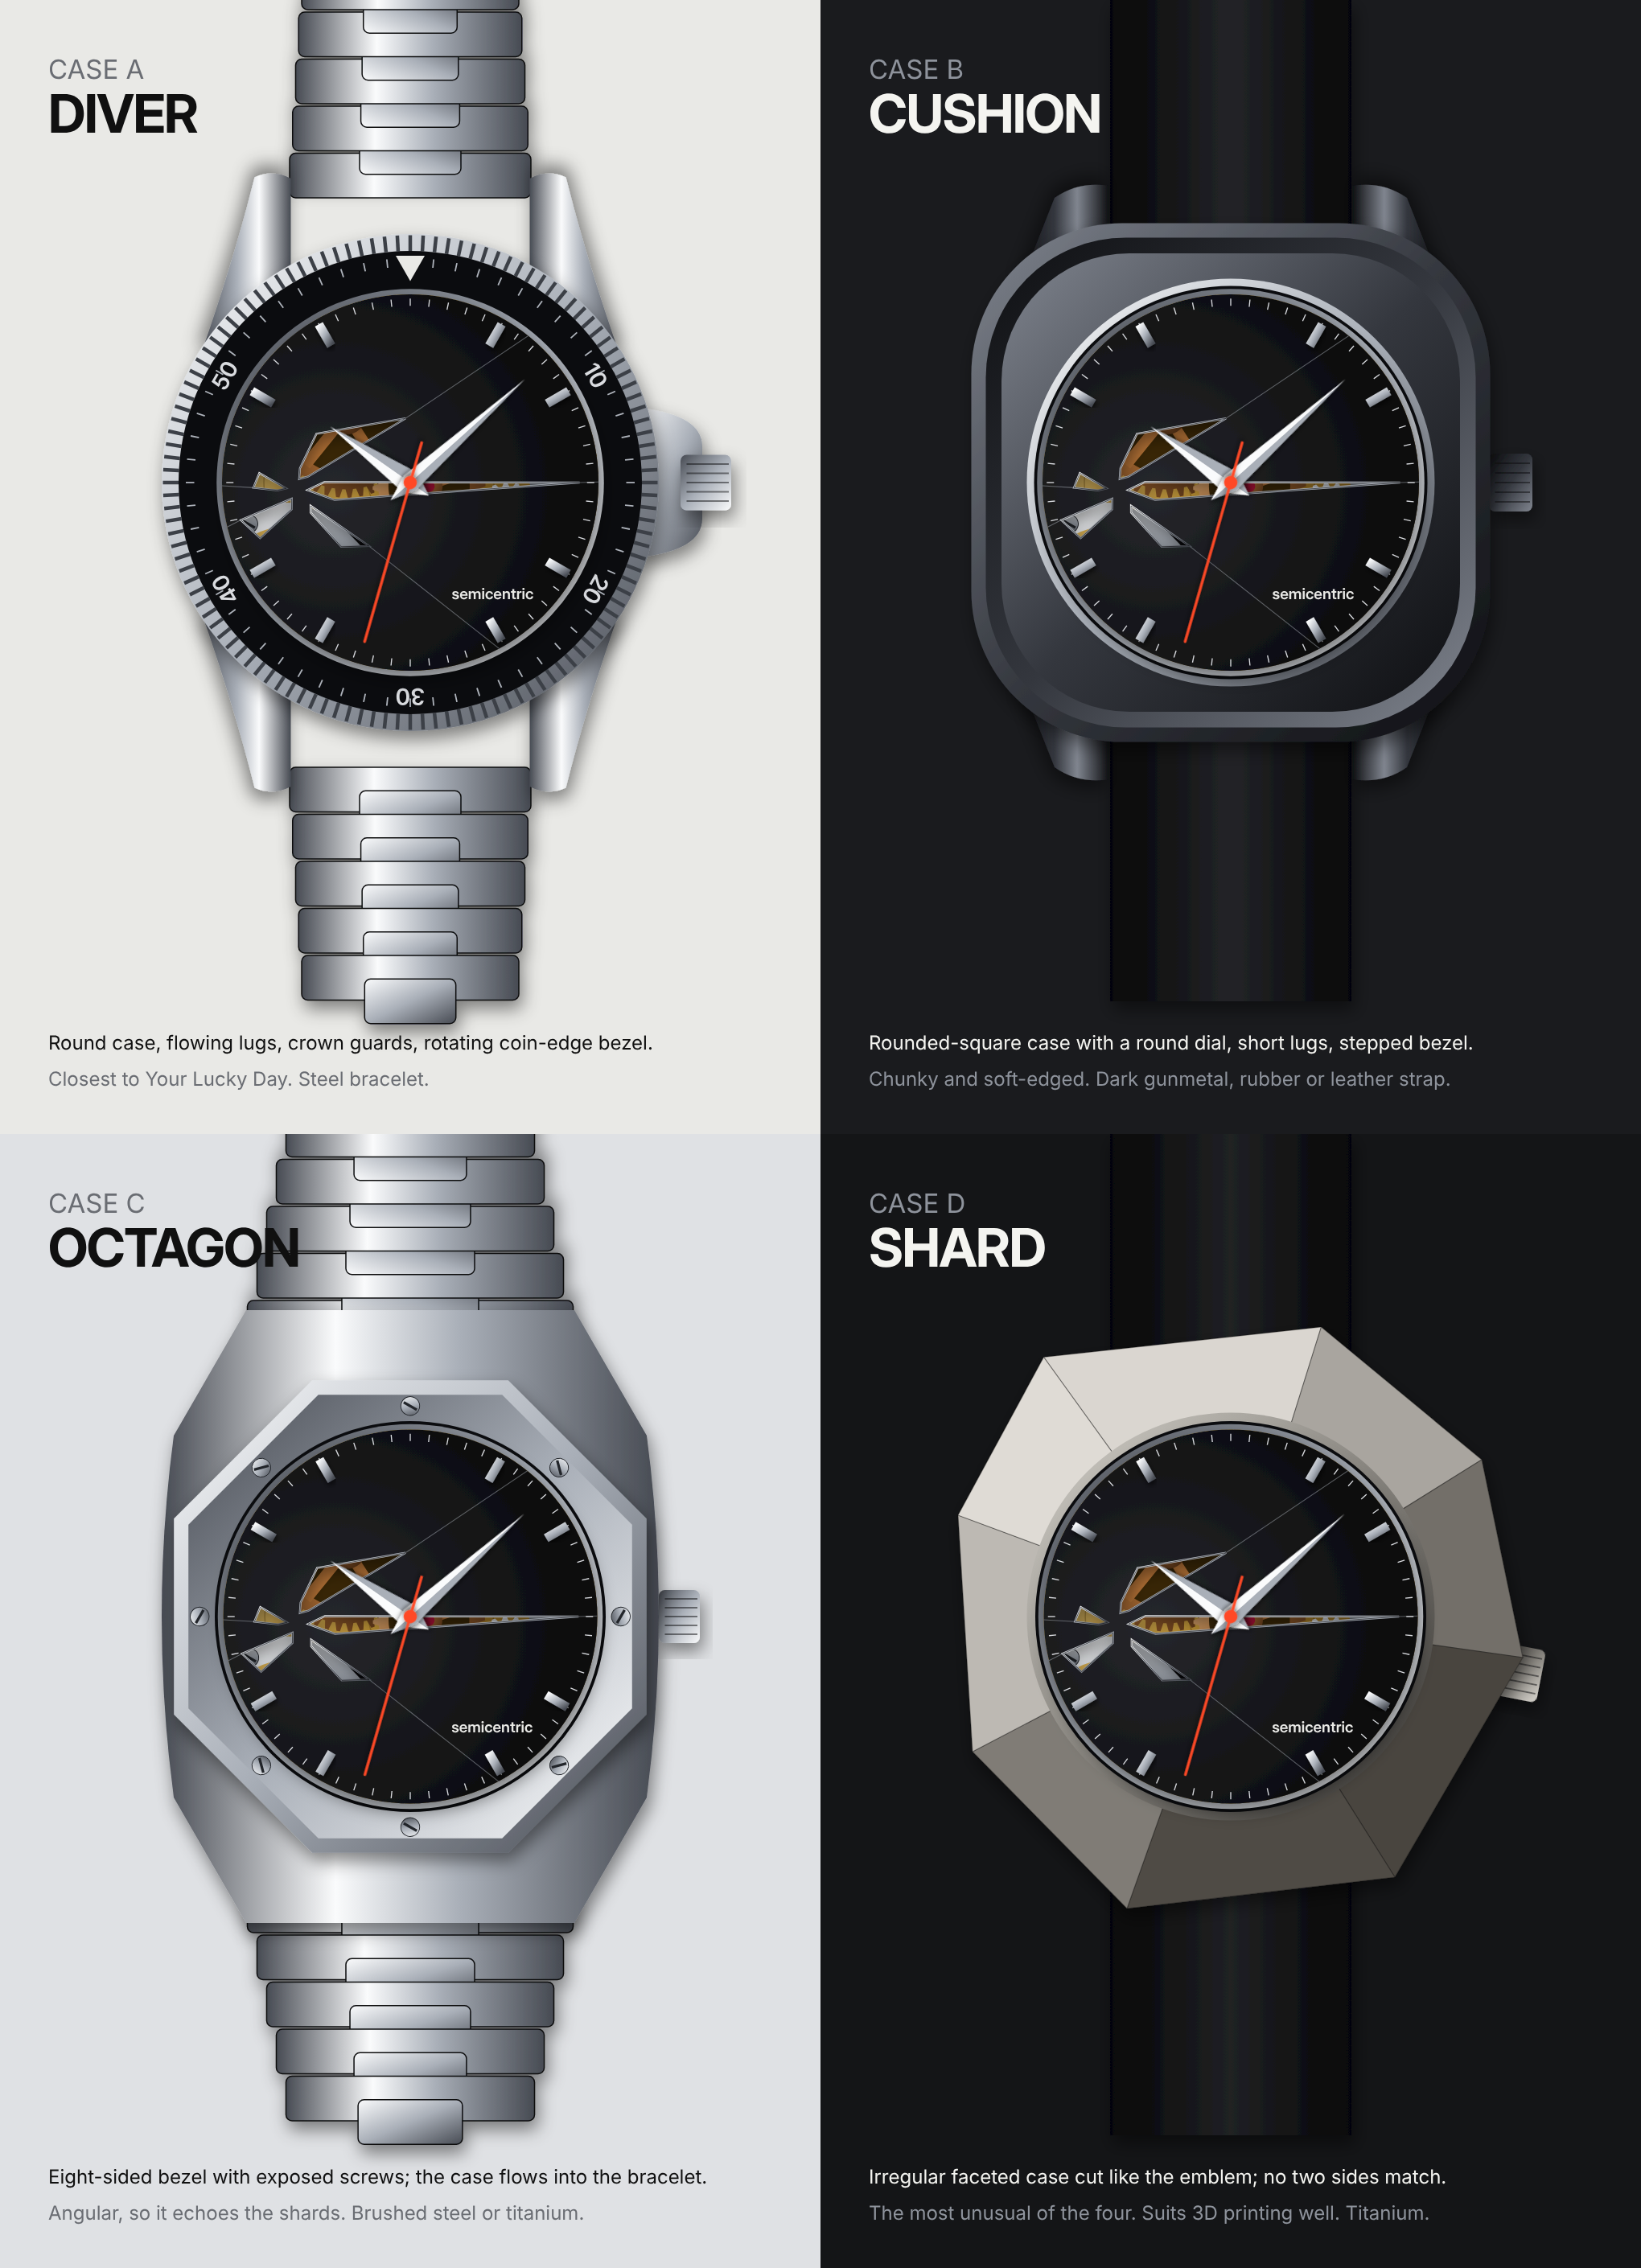 CASE A
DIVER
50
10
40
20
30
semicentric
Round case, flowing lugs, crown guards, rotating coin-edge bezel.
Closest to Your Lucky Day. Steel bracelet.
CASE B
CUSHION
semicentric
Rounded-square case with a round dial, short lugs, stepped bezel.
Chunky and soft-edged. Dark gunmetal, rubber or leather strap.
CASE C
OCTAGON
semicentric
Eight-sided bezel with exposed screws; the case flows into the bracelet.
Angular, so it echoes the shards. Brushed steel or titanium.
CASE D
SHARD
semicentric
Irregular faceted case cut like the emblem; no two sides match.
The most unusual of the four. Suits 3D printing well. Titanium.